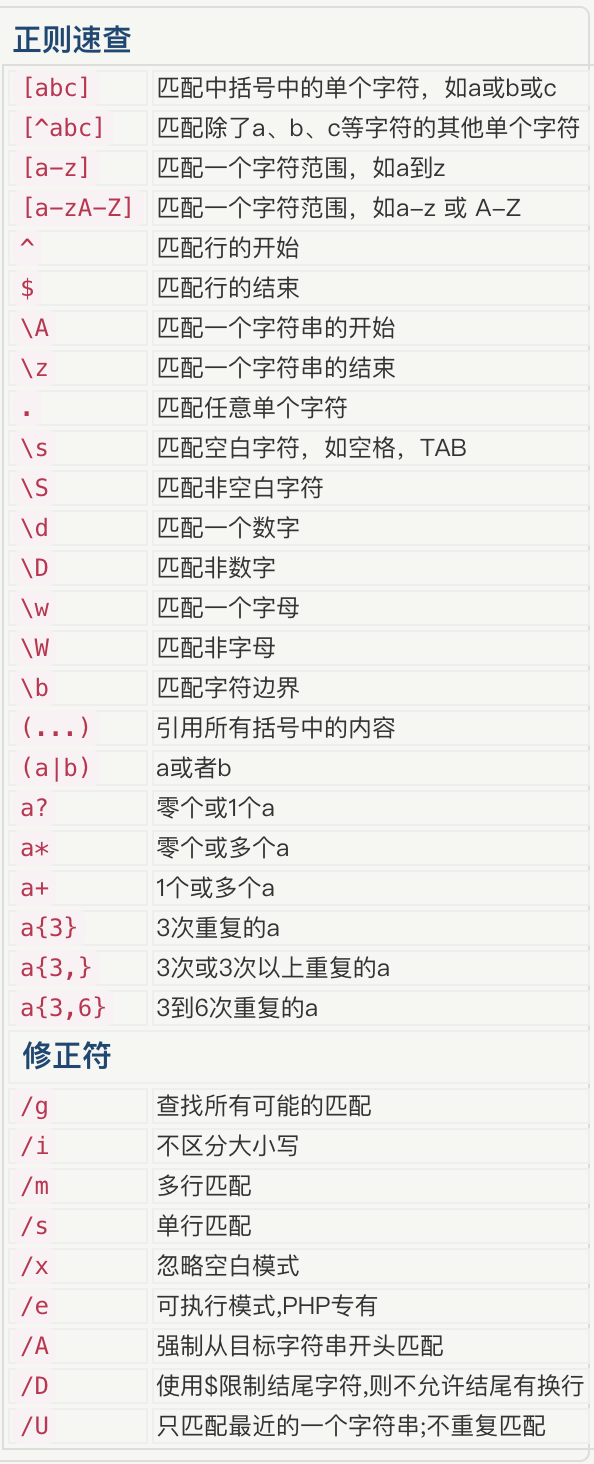 正则速查
[abc] 匹配中括号中的单个字符，如a或b或c
[^abc] 匹配除了a、b、c等字符的其他单个字符
[a-z] 匹配一个字符范围，如a到z
[a-zA-Z] 匹配一个字符范围，如a-z 或 A-Z
^ 匹配行的开始
$ 匹配行的结束
\A 匹配一个字符串的开始
\z 匹配一个字符串的结束
. 匹配任意单个字符
\s 匹配空白字符，如空格，TAB
\S 匹配非空白字符
\d 匹配一个数字
\D 匹配非数字
\w 匹配一个字母
\W 匹配非字母
\b 匹配字符边界
(...) 引用所有括号中的内容
(a|b) a或者b
a? 零个或1个a
a* 零个或多个a
a+ 1个或多个a
a{3} 3次重复的a
a{3,} 3次或3次以上重复的a
a{3,6} 3到6次重复的a
修正符
/g 查找所有可能的匹配
/i 不区分大小写
/m 多行匹配
/s 单行匹配
/x 忽略空白模式
/e 可执行模式,PHP专有
/A 强制从目标字符串开头匹配
/D 使用$限制结尾字符,则不允许结尾有换行
/U 只匹配最近的一个字符串;不重复匹配